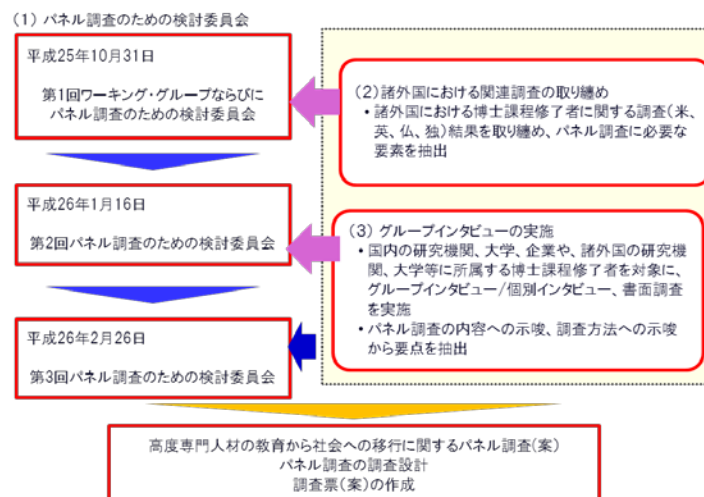 (1) パネル調査のための検討委員会
平成25年10月31日
第1回ワーキング・グループならびに
パネル調査のための検討委員会
(2)諸外国における関連調査の取り纏め
・諸外国における博士課程修了者に関する調査(米、
英、仏、独)結果を取り纏め、パネル調査に必要な
要素を抽出
平成26年1月16日
第2回パネル調査のための検討委員会
(3) グループインタビューの実施
・国内の研究機関、大学、企業や、諸外国の研究機
関、大学等に所属する博士課程修了者を対象に、
グループインタビュー/個別インタビュー、書面調査
を実施
・パネル調査の内容への示唆、調査方法への示唆
から要点を抽出
平成26年2月26日
第3回パネル調査のための検討委員会
高度専門人材の教育から社会への移行に関するパネル調査(案)
パネル調査の調査設計
調査票(案)の作成